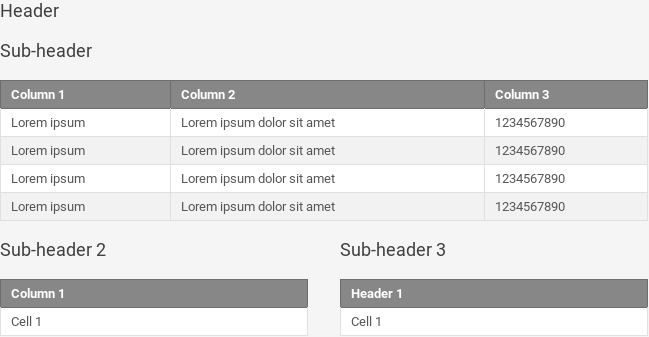 Header
Sub-header
Column 1 Column 2 Column 3
Lorem ipsum Lorem ipsum dolor sit amet 1234567890
Lorem ipsum Lorem ipsum dolor sit amet 1234567890
Lorem ipsum Lorem ipsum dolor sit amet 1234567890
Lorem ipsum Lorem ipsum dolor sit amet 1234567890
Sub-header 2 Sub-header 3
Column 1 Header 1
Cell 1 Cell 1